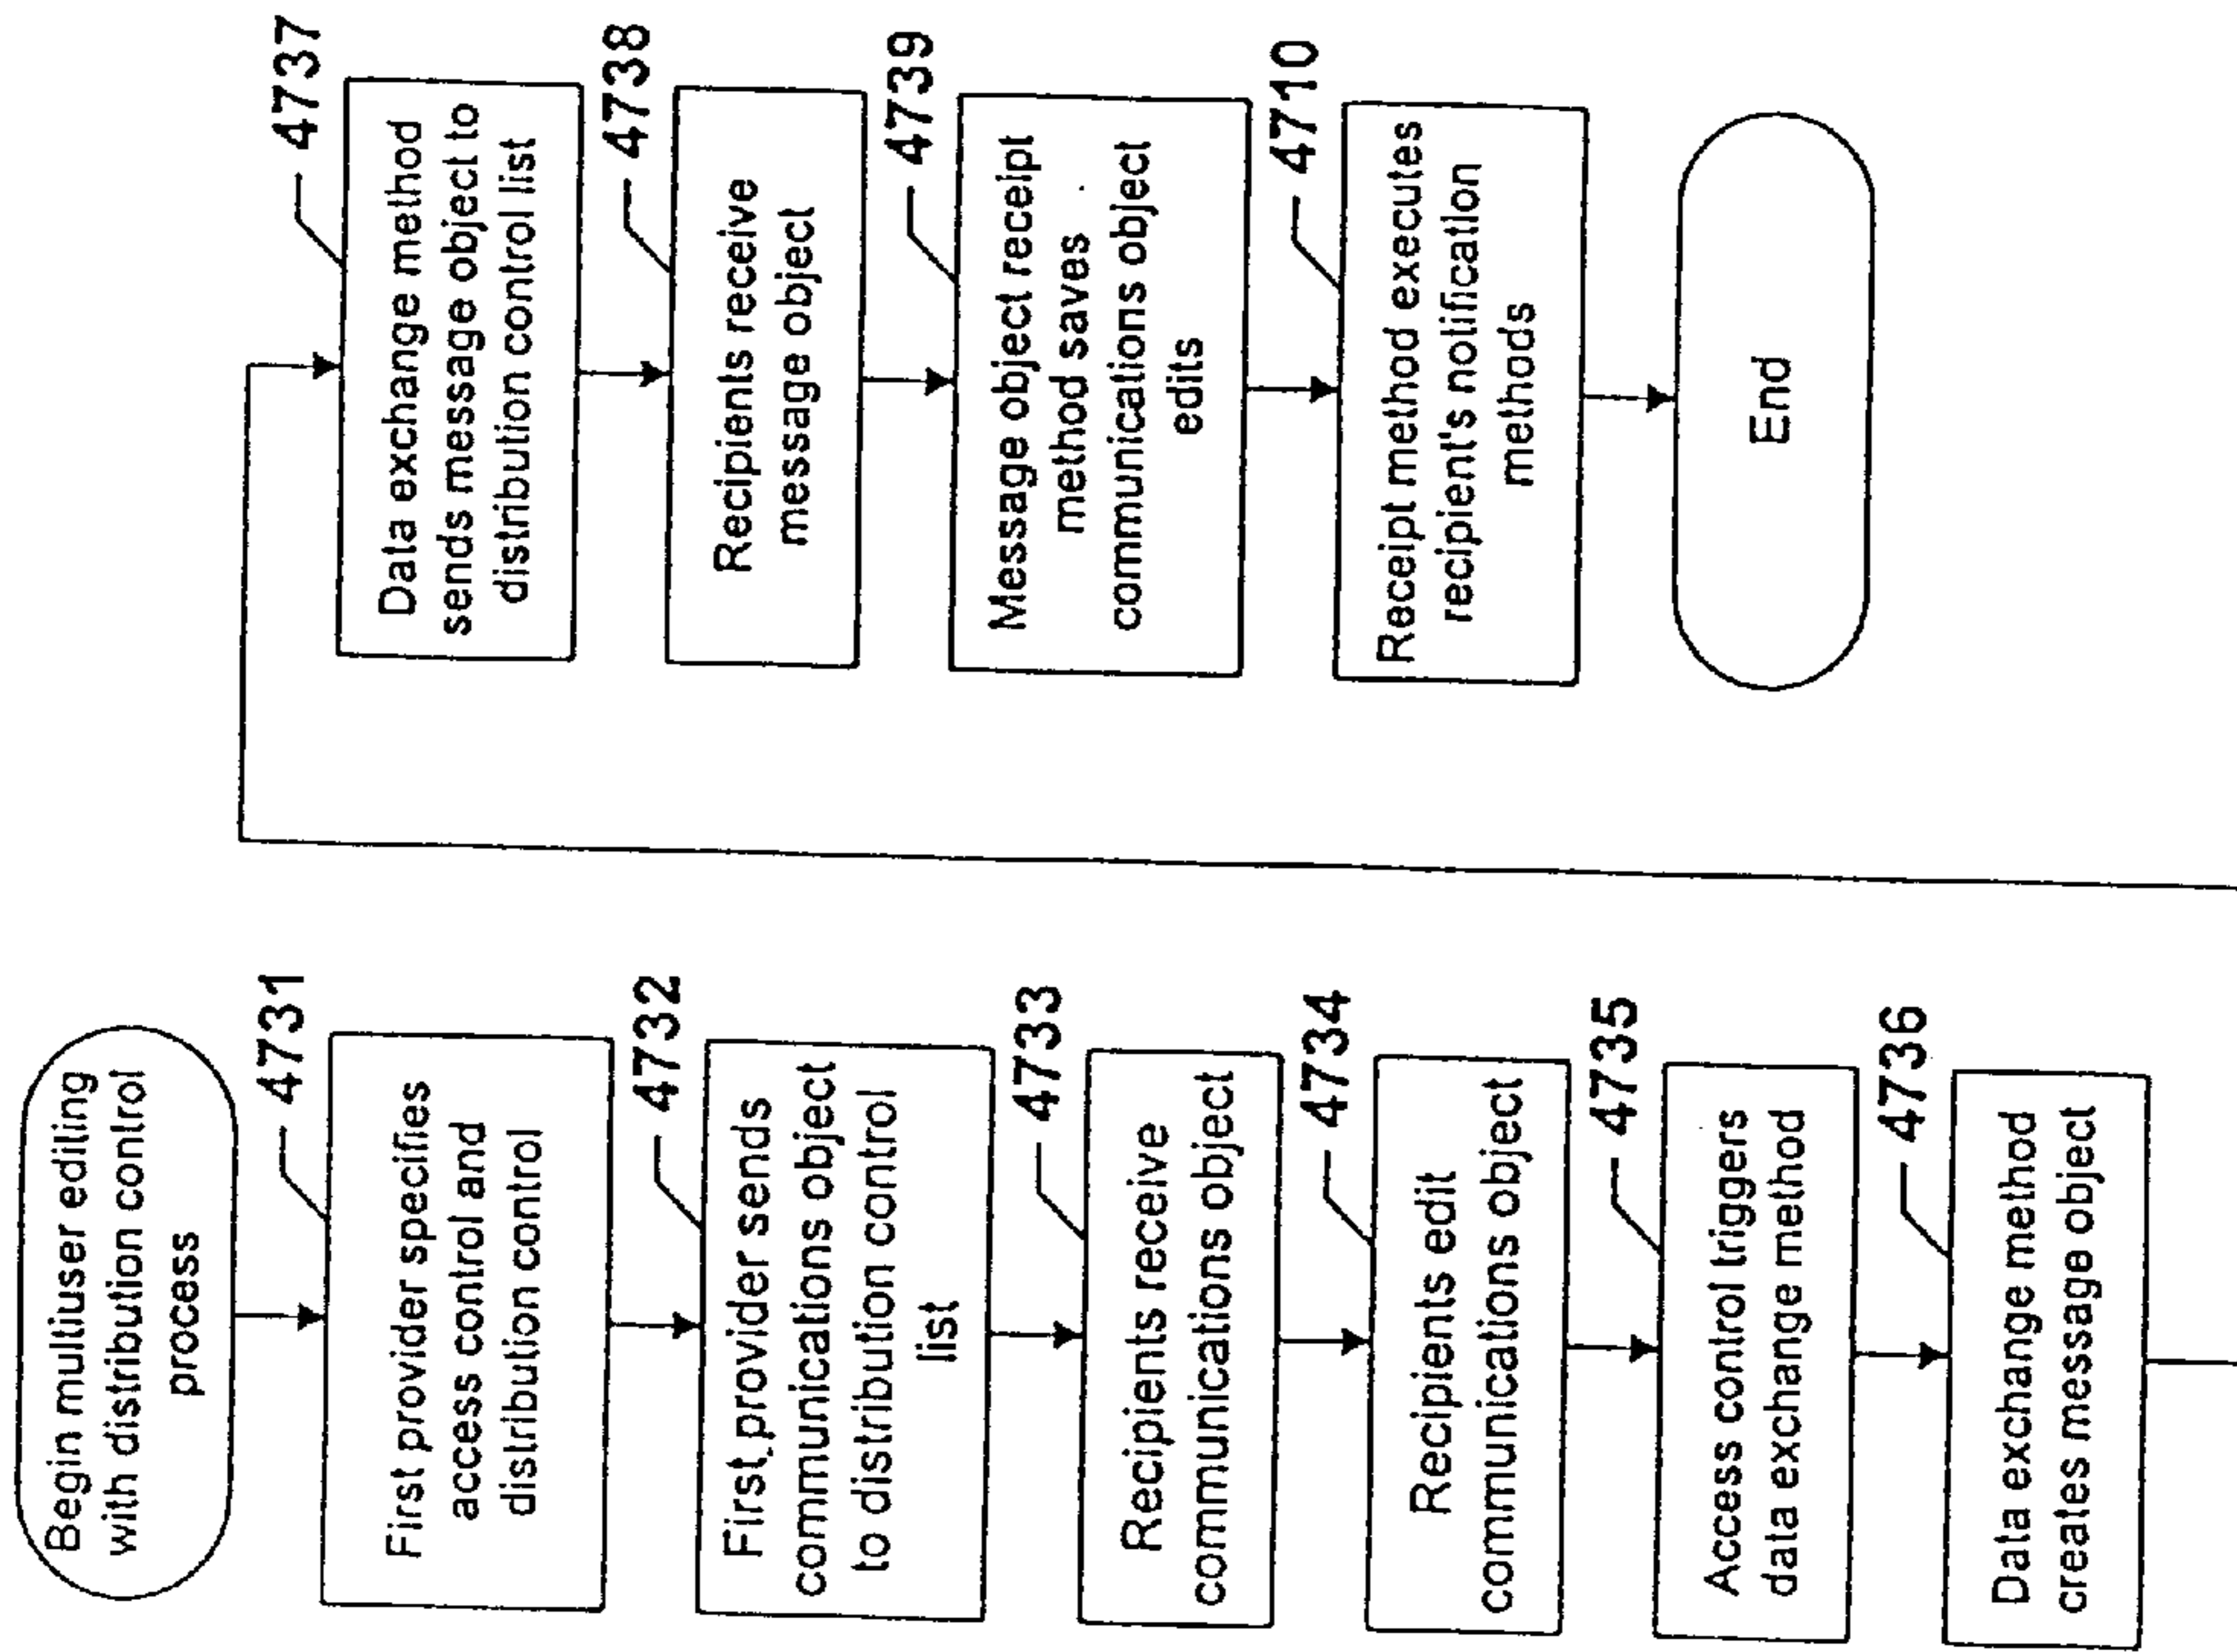 Begin multiuser editing
with distribution control
process
4731
First provider specifies
access control and
distribution control
4732
First provider sends
communications object
to distribution control
list
4733
Recipients receive
communications object
4734
Recipients edit
communications object
4735
Access control triggers
data exchange method
4736
Data exchange method
creates message object
4737
Data exchange method
sends message object to
distribution control list
4738
Recipients receive
message object
4739
Message object receipt
method saves
communications object
edits
4710
Receipt method executes
recipient's notification
methods
End